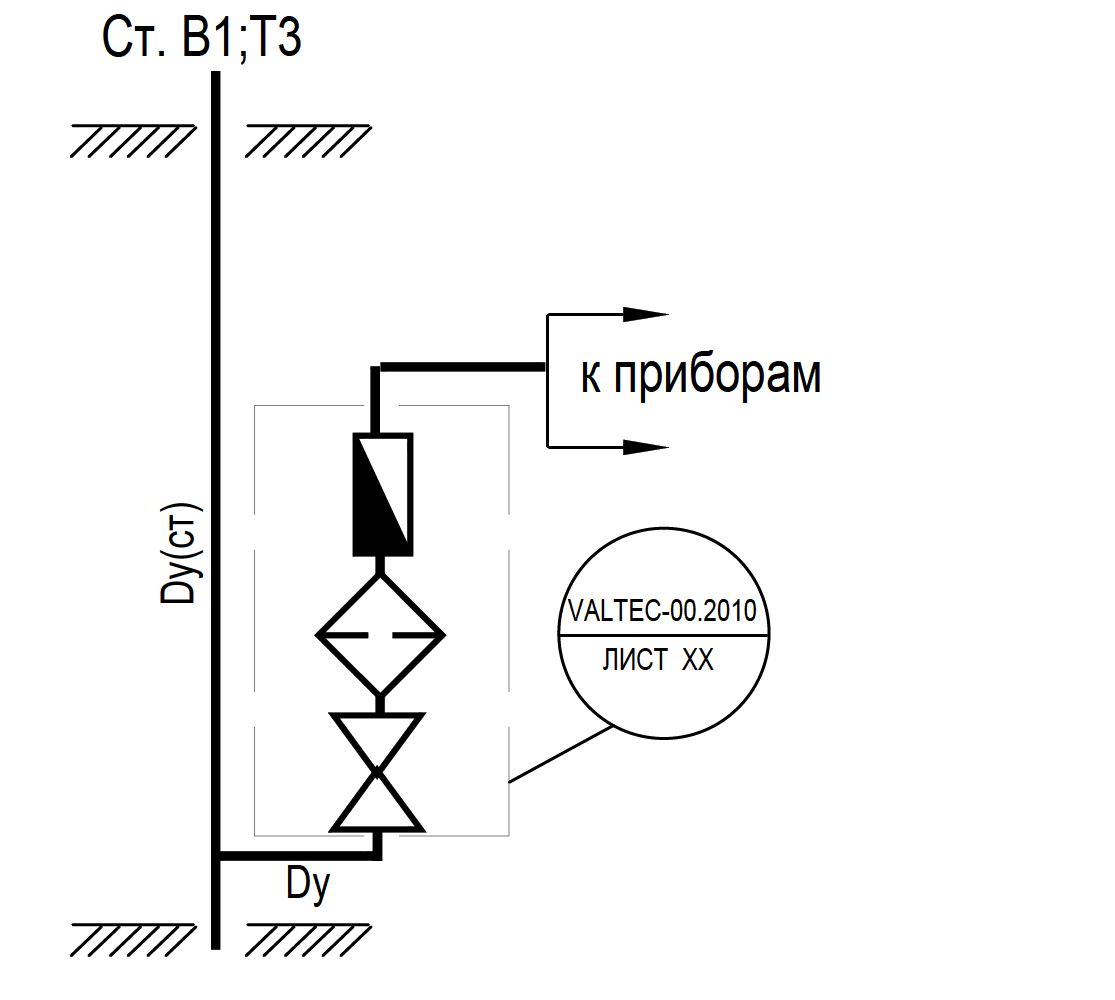 Ст. В1;Т3
к приборам
Dy(ст)
VALTEC-00.2010
ЛИСТ XX
Dy